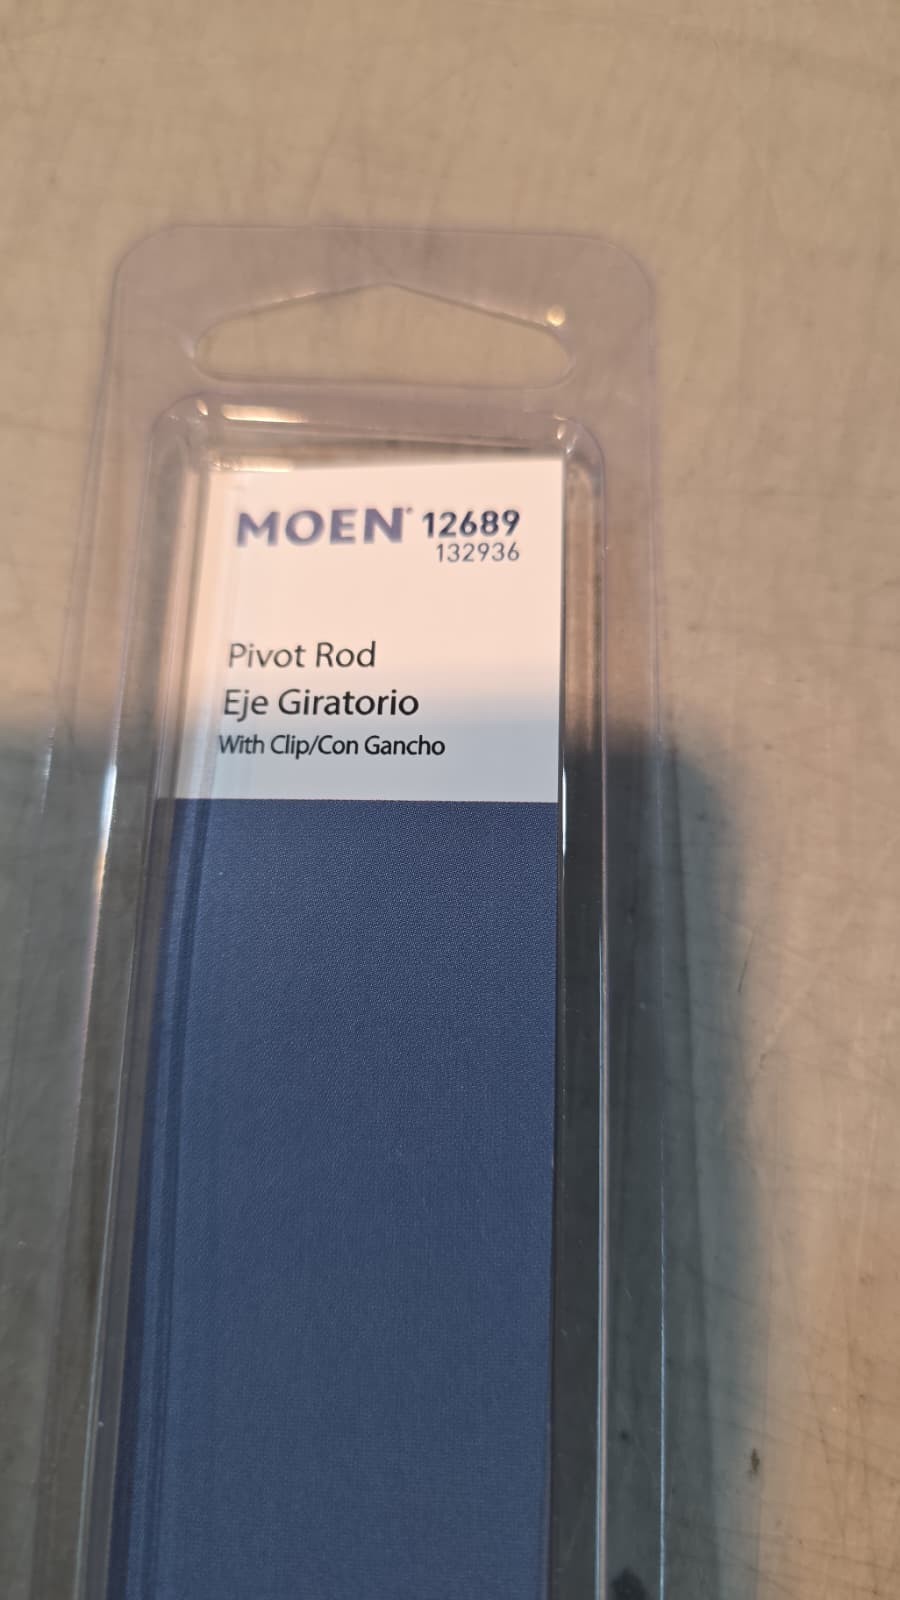 MOEN® 12689
132936
Pivot Rod
Eje Giratorio
With Clip/Con Gancho